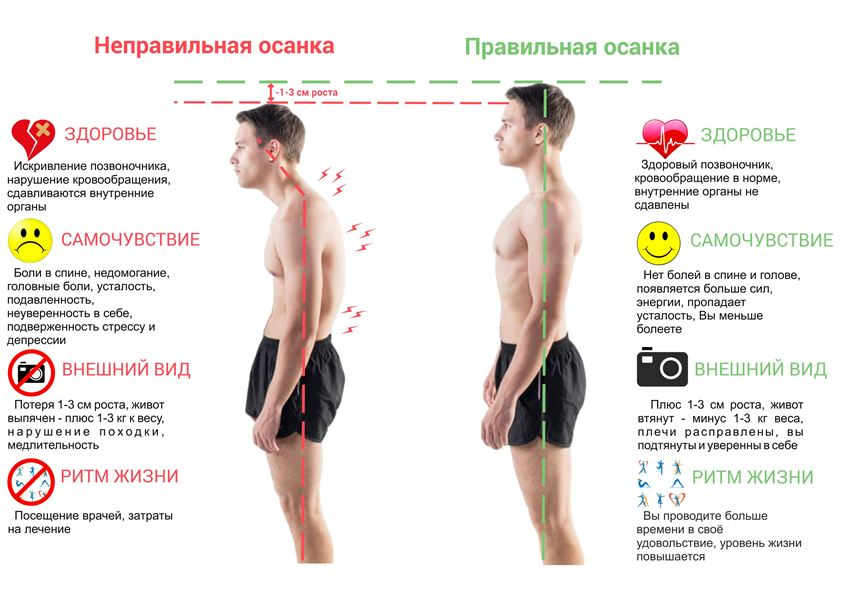 Неправильная осанка
Правильная осанка
-1-3 см роста
ЗДОРОВЬЕ
Искривление позвоночника,
нарушение кровообращения,
сдавливаются внутренние
органы
САМОЧУВСТВИЕ
Боли в спине, недомогание,
головные боли, усталость,
подавленность,
неуверенность в себе,
подверженность стрессу и
депрессии
ВНЕШНИЙ ВИД
Потеря 1-3 см роста, живот
выпячен - плюс 1-3 кг к весу,
нарушение походки,
медлительность
РИТМ ЖИЗНИ
Посещение врачей, затраты
на лечение
ЗДОРОВЬЕ
Здоровый позвоночник,
кровообращение в норме,
внутренние органы не
сдавлены
САМОЧУВСТВИЕ
Нет болей в спине и голове,
появляется больше сил,
энергии, пропадает
усталость, Вы меньше
болеете
ВНЕШНИЙ ВИД
Плюс 1-3 см роста, живот
втянут - минус 1-3 кг веса,
плечи расправлены, вы
подтянуты и уверенны в себе
РИТМ ЖИЗНИ
Вы проводите больше
времени в своё
удовольствие, уровень жизни
повышается